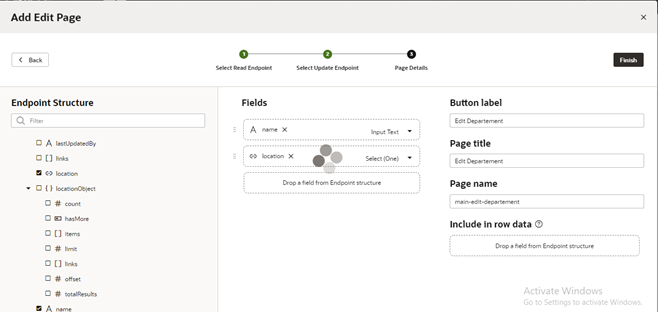 Add Edit Page
Back
1
2
3
Select Read Endpoint
Select Update Endpoint
Page Details
Finish
Endpoint Structure
Filter
lastUpdatedBy
links
location
locationObject
count
hasMore
items
limit
links
offset
totalResults
name
Fields
name
Input Text
location
Select (One)
Drop a field from Endpoint structure
Button label
Edit Departement
Page title
Edit Departement
Page name
main-edit-departement
Include in row data
Drop a field from Endpoint structure
Activate Windows
Go to Settings to activate Windows.